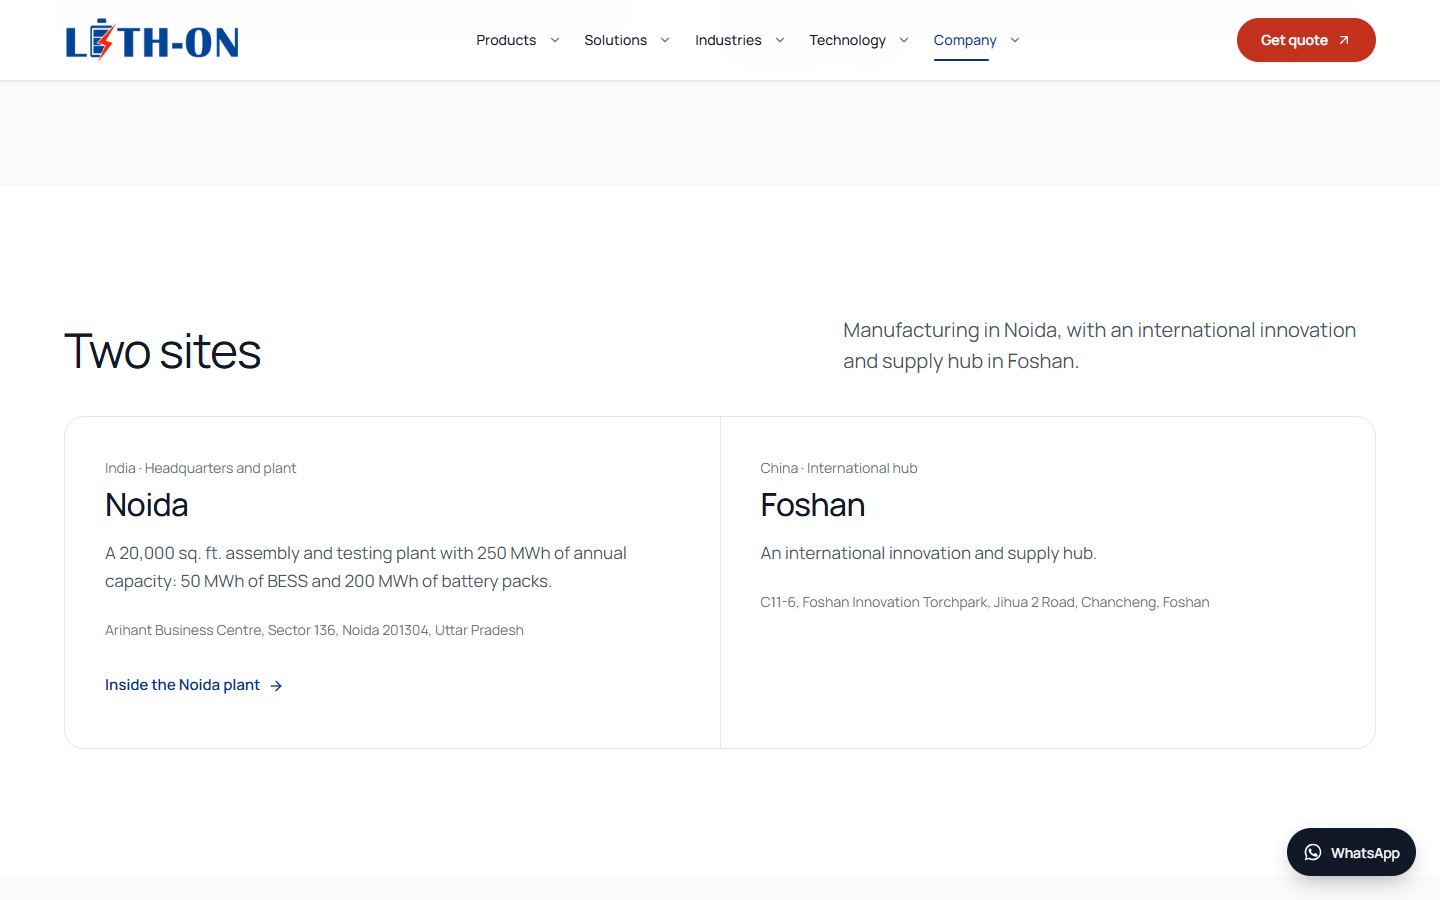 LITH-ON
Products
Solutions
Industries
Technology
Company
Get quote
Two sites
Manufacturing in Noida, with an international innovation
and supply hub in Foshan.
India · Headquarters and plant
Noida
A 20,000 sq. ft. assembly and testing plant with 250 MWh of annual
capacity: 50 MWh of BESS and 200 MWh of battery packs.
Arihant Business Centre, Sector 136, Noida 201304, Uttar Pradesh
Inside the Noida plant
China · International hub
Foshan
An international innovation and supply hub.
C11-6, Foshan Innovation Torchpark, Jihua 2 Road, Chancheng, Foshan
WhatsApp